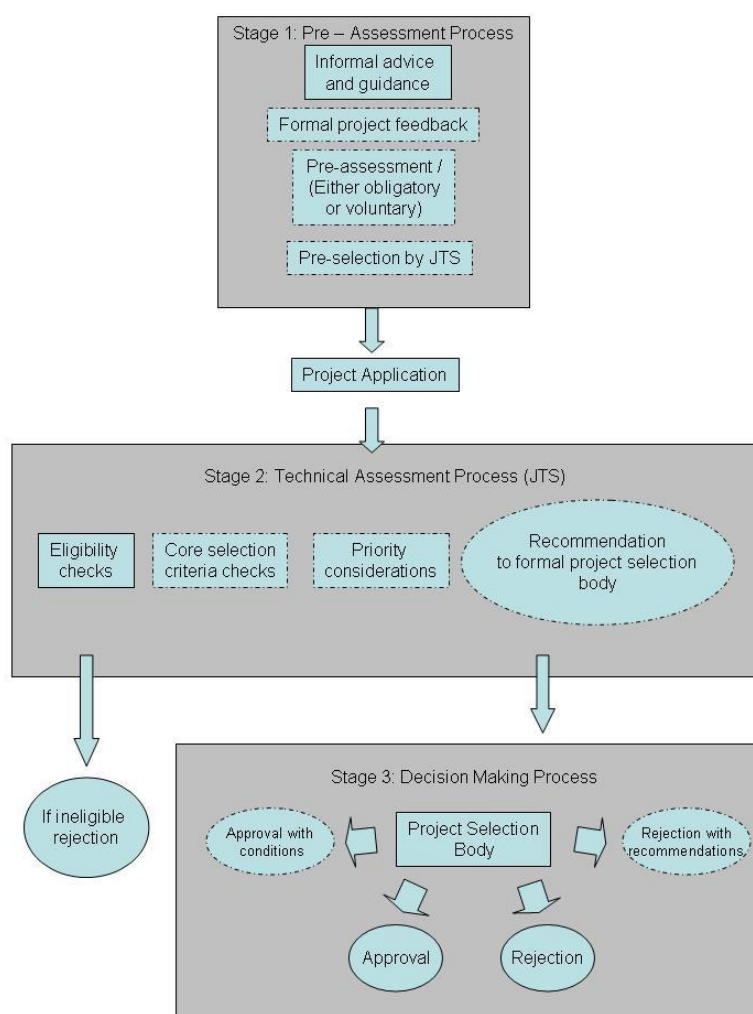 Stage 1: Pre – Assessment Process
Informal advice
and guidance
Formal project feedback
Pre-assessment /
(Either obligatory
or voluntary)
Pre-selection by JTS
Project Application
Stage 2: Technical Assessment Process (JTS)
Eligibility
checks
Core selection
criteria checks
Priority
considerations
Recommendation
to formal project selection
body
If ineligible
rejection
Stage 3: Decision Making Process
Approval with
conditions
Project Selection
Body
Rejection with
recommendations
Approval
Rejection